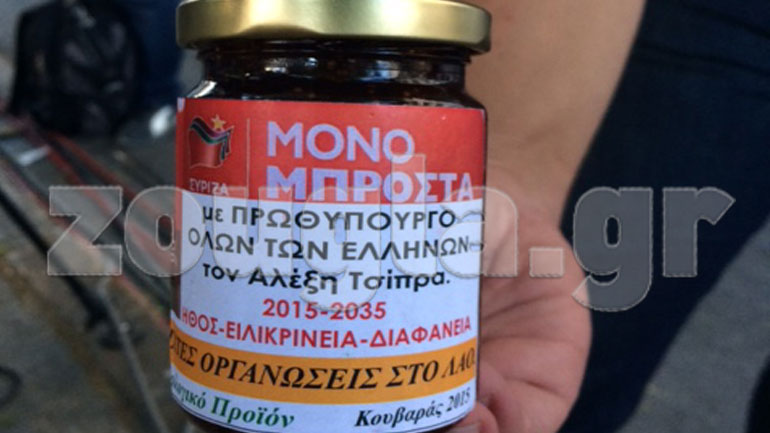 ΣΥΡΙΖΑ
ΜΟΝΟ
ΜΠΡΟΣΤΑ
με ΠΡΩΘΥΠΟΥΡΓΟ
ΟΛΩΝ ΤΩΝ ΕΛΛΗΝΩΝ
τον Αλέξη Τσίπρα.
2015-2035
ΗΘΟΣ-ΕΙΛΙΚΡΙΝΕΙΑ-ΔΙΑΦΑΝΕΙΑ
ΟΡΓΑΝΩΣΕΙΣ ΣΤΟ ΛΑΟ.
Προϊόν Κουβαράς 2015
zougla.gr